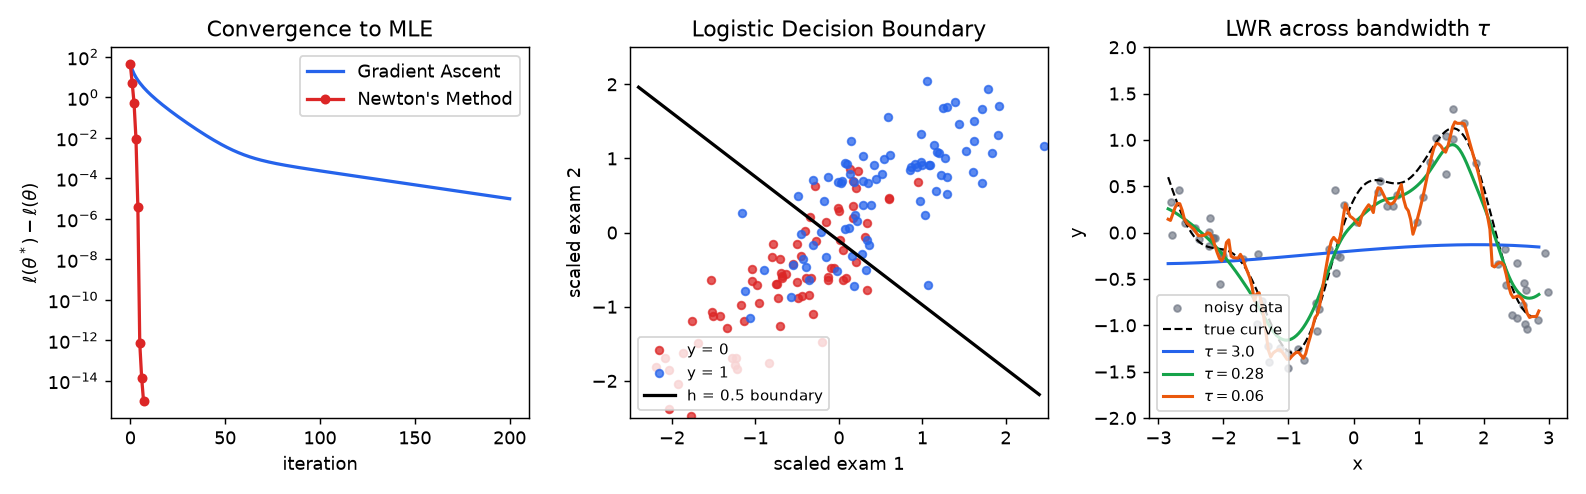 Convergence to MLE
ℓ(θ*) − ℓ(θ)
10²
10⁰
10⁻²
10⁻⁴
10⁻⁶
10⁻⁸
10⁻¹⁰
10⁻¹²
10⁻¹⁴
Gradient Ascent
Newton's Method
0 50 100 150 200
iteration
Logistic Decision Boundary
scaled exam 2
2
1
0
−1
−2
y = 0
y = 1
h = 0.5 boundary
−2 −1 0 1 2
scaled exam 1
LWR across bandwidth τ
y
2.0
1.5
1.0
0.5
0.0
−0.5
−1.0
−1.5
−2.0
noisy data
true curve
τ = 3.0
τ = 0.28
τ = 0.06
−3 −2 −1 0 1 2 3
x